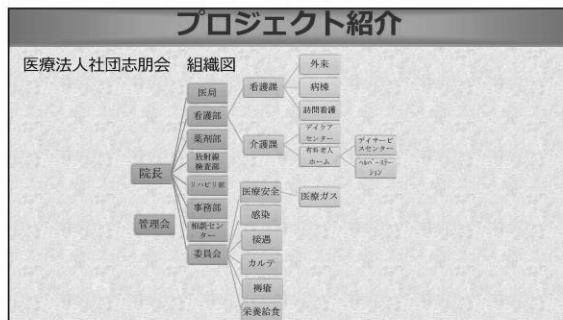 プロジェクト紹介
医療法人社団志朋会　組織図
院長
管理会
医局
看護部
薬剤部
放射線
検査部
リハビリ部
事務部
相談セン
ター
委員会
看護課
介護課
外来
病棟
訪問看護
デイケア
センター
有料老人
ホーム
デイサービ
スセンター
ヘルパーステー
ション
医療安全
感染
接遇
カルテ
褥瘡
栄養給食
医療ガス